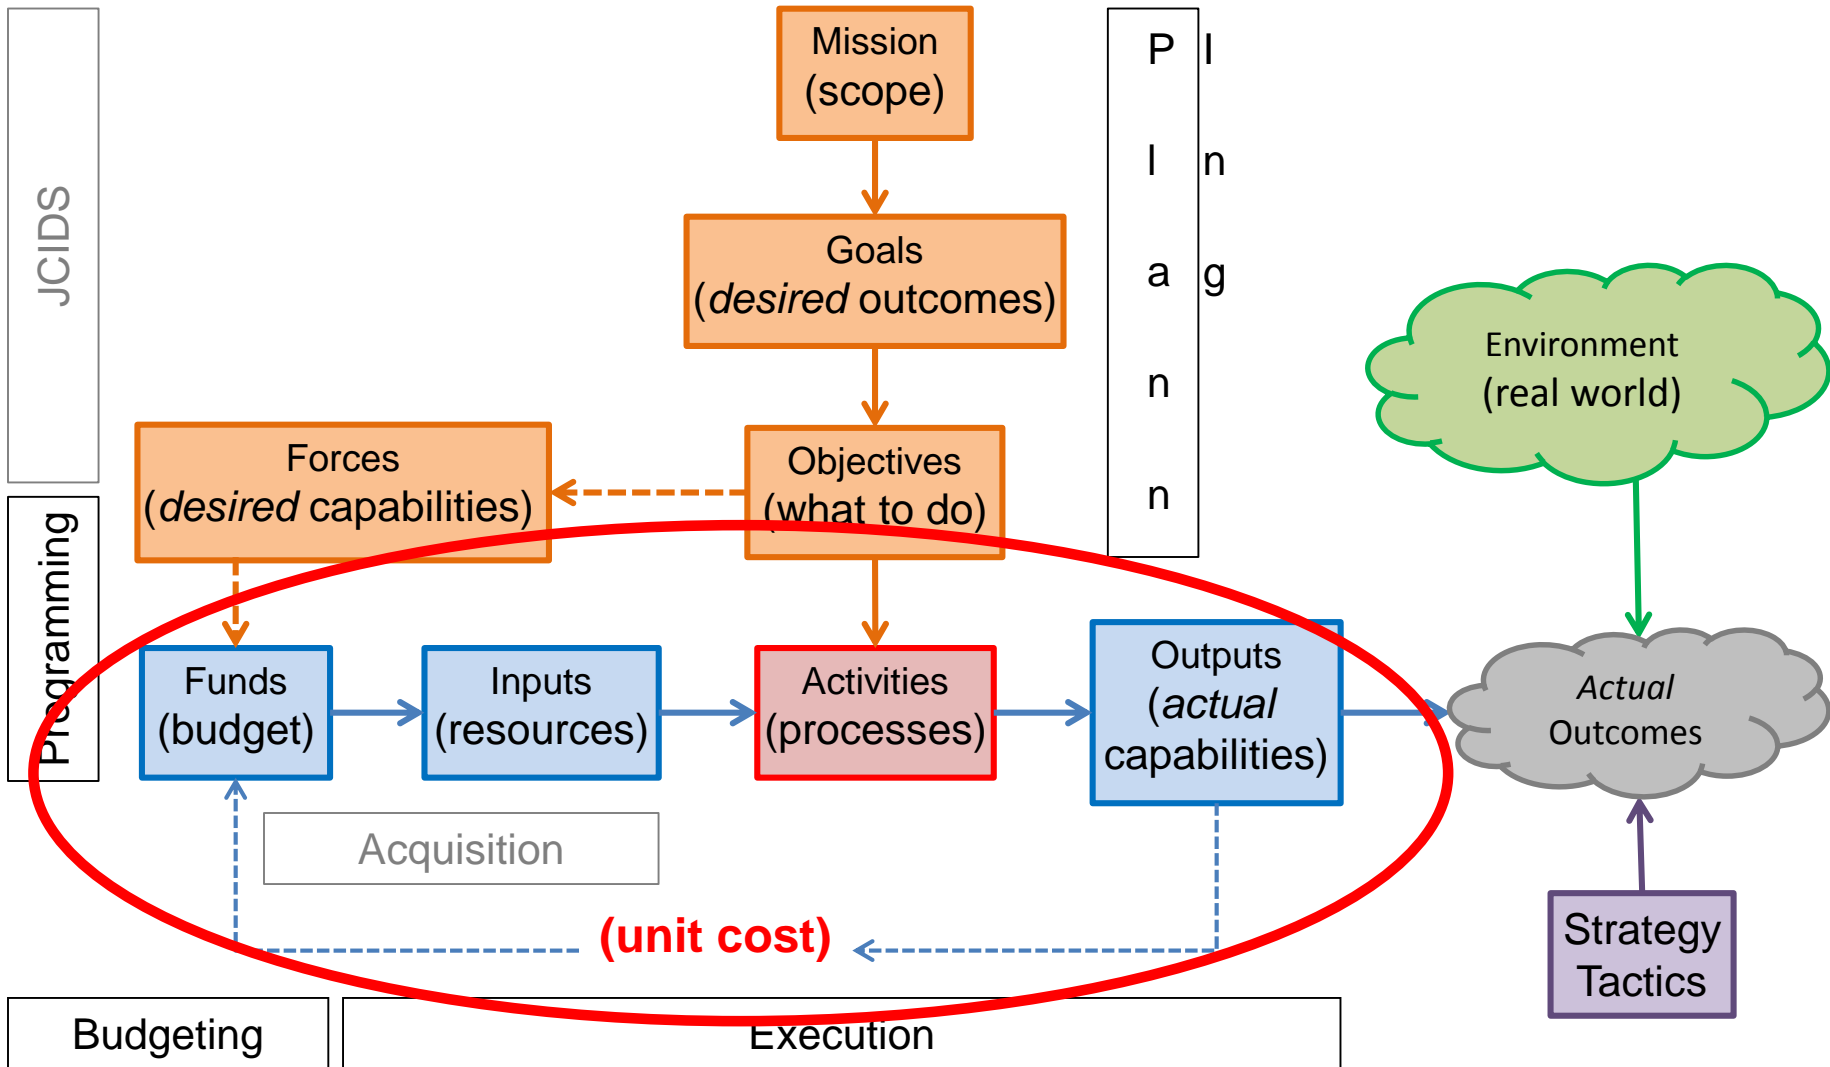 Mission
(scope)
P I
l n
a g
n
n
JCIDS
Goals
(desired outcomes)
Environment
(real world)
Forces
(desired capabilities)
Objectives
(what to do)
Programming
Funds
(budget)
Inputs
(resources)
Activities
(processes)
Outputs
(actual
capabilities)
Actual
Outcomes
Acquisition
(unit cost)
Strategy
Tactics
Budgeting
Execution